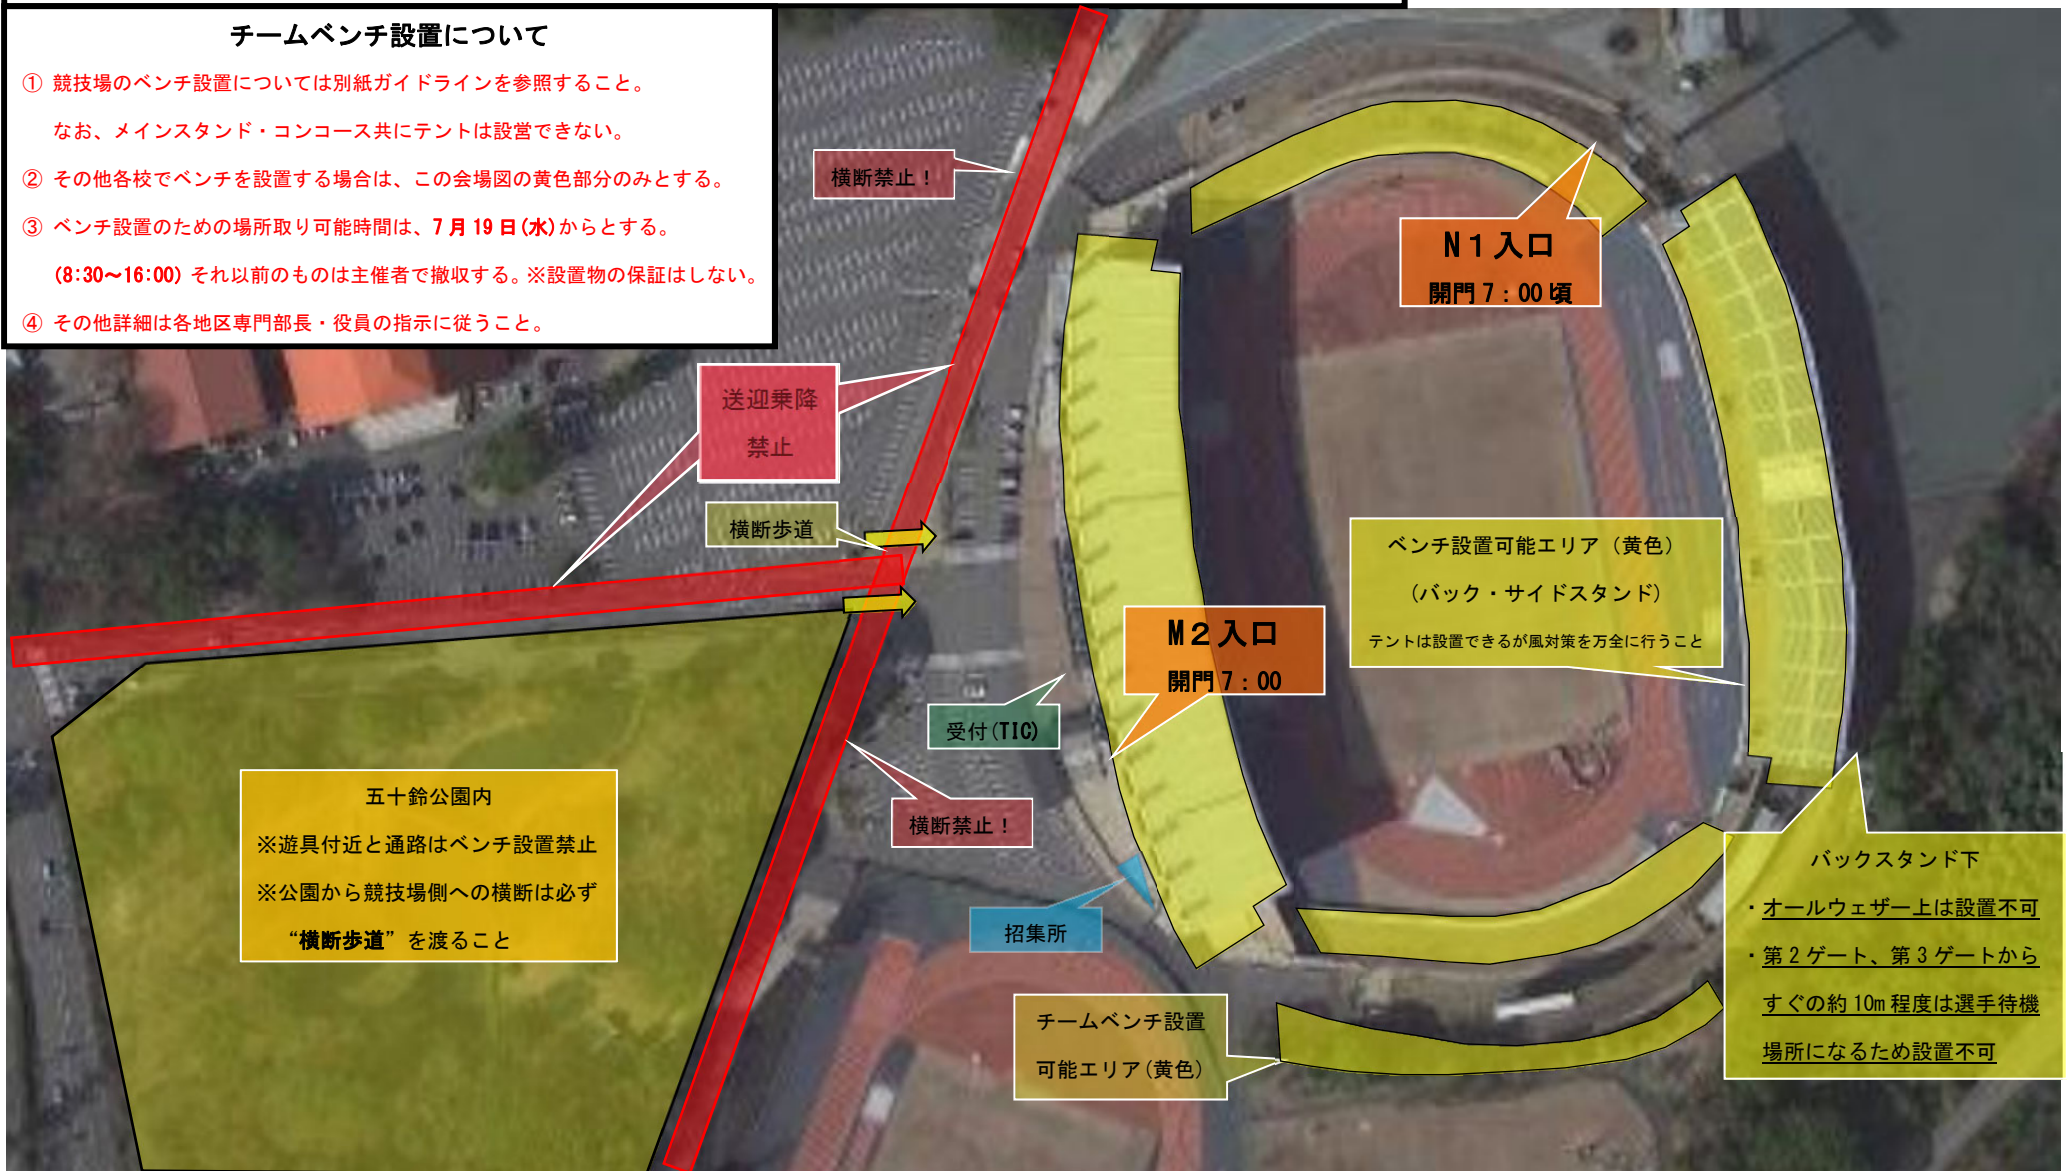 チームベンチ設置について
① 競技場のベンチ設置については別紙ガイドラインを参照すること。
なお、メインスタンド・コンコース共にテントは設営できない。
② その他各校でベンチを設置する場合は、この会場図の黄色部分のみとする。
③ ベンチ設置のための場所取り可能時間は、7月19日(水)からとする。
(8:30～16:00) それ以前のものは主催者で撤収する。※設置物の保証はしない。
④ その他詳細は各地区専門部長・役員の指示に従うこと。
横断禁止！
N1入口
開門7：00頃
送迎乗降
禁止
横断歩道
ベンチ設置可能エリア（黄色）
（バック・サイドスタンド）
テントは設置できるが風対策を万全に行うこと
M2入口
開門7：00
受付(TIC)
横断禁止！
五十鈴公園内
※遊具付近と通路はベンチ設置禁止
※公園から競技場側への横断は必ず
“横断歩道”を渡ること
招集所
チームベンチ設置
可能エリア(黄色)
バックスタンド下
・オールウェザー上は設置不可
・第2ゲート、第3ゲートから
すぐの約10m程度は選手待機
場所になるため設置不可